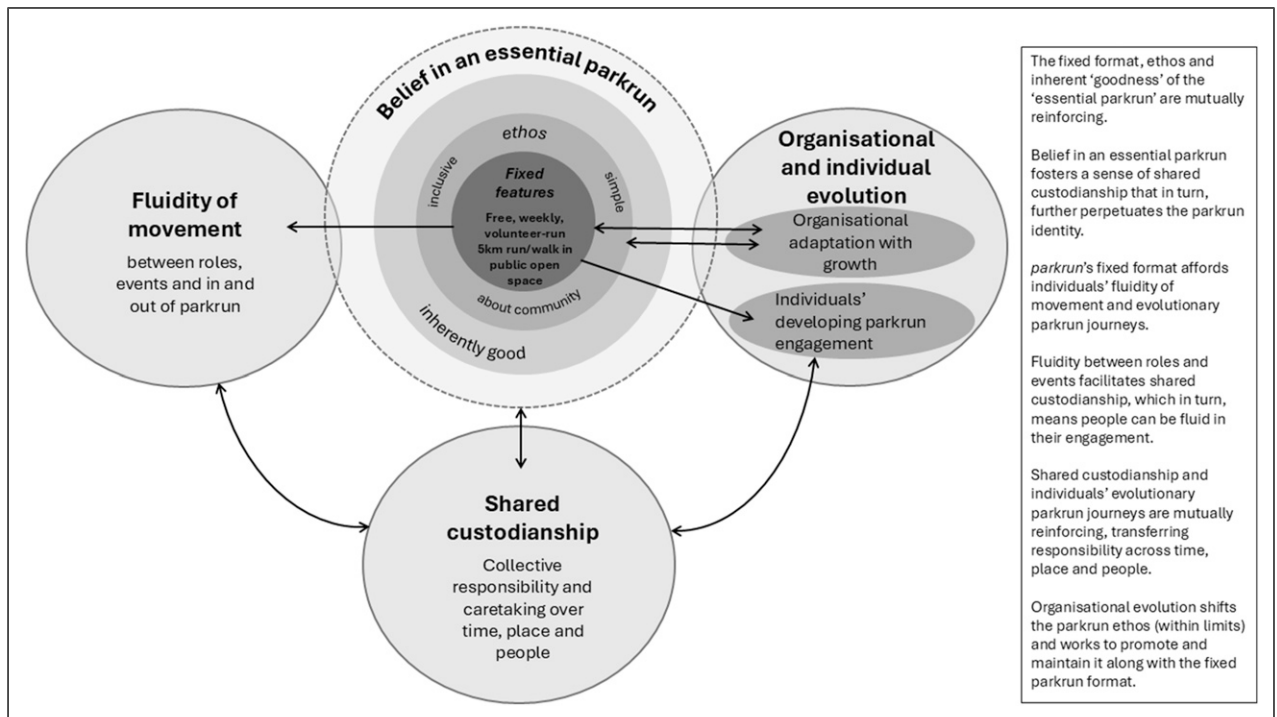 Belief in an essential parkrun
ethos
inclusive
simple
Fixed
features
Free, weekly,
volunteer-run
5km run/walk in
public open
space
about community
inherently good
Fluidity of
movement
between roles,
events and in and
out of parkrun
Organisational
and individual
evolution
Organisational
adaptation with
growth
Individuals’
developing parkrun
engagement
Shared
custodianship
Collective
responsibility and
caretaking over
time, place and
people
The fixed format, ethos and
inherent ‘goodness’ of the
‘essential parkrun’ are mutually
reinforcing.
Belief in an essential parkrun
fosters a sense of shared
custodianship that in turn,
further perpetuates the parkrun
identity.
parkrun’s fixed format affords
individuals’ fluidity of
movement and evolutionary
parkrun journeys.
Fluidity between roles and
events facilitates shared
custodianship, which in turn,
means people can be fluid in
their engagement.
Shared custodianship and
individuals’ evolutionary
parkrun journeys are mutually
reinforcing, transferring
responsibility across time,
place and people.
Organisational evolution shifts
the parkrun ethos (within limits)
and works to promote and
maintain it along with the fixed
parkrun format.